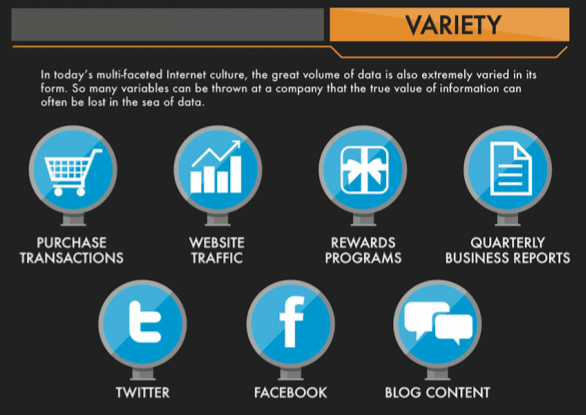 VARIETY
In today's multi-faceted Internet culture, the great volume of data is also extremely varied in its
form. So many variables can be thrown at a company that the true value of information can
often be lost in the sea of data.
PURCHASE
TRANSACTIONS
WEBSITE
TRAFFIC
REWARDS
PROGRAMS
QUARTERLY
BUSINESS REPORTS
TWITTER
FACEBOOK
BLOG CONTENT